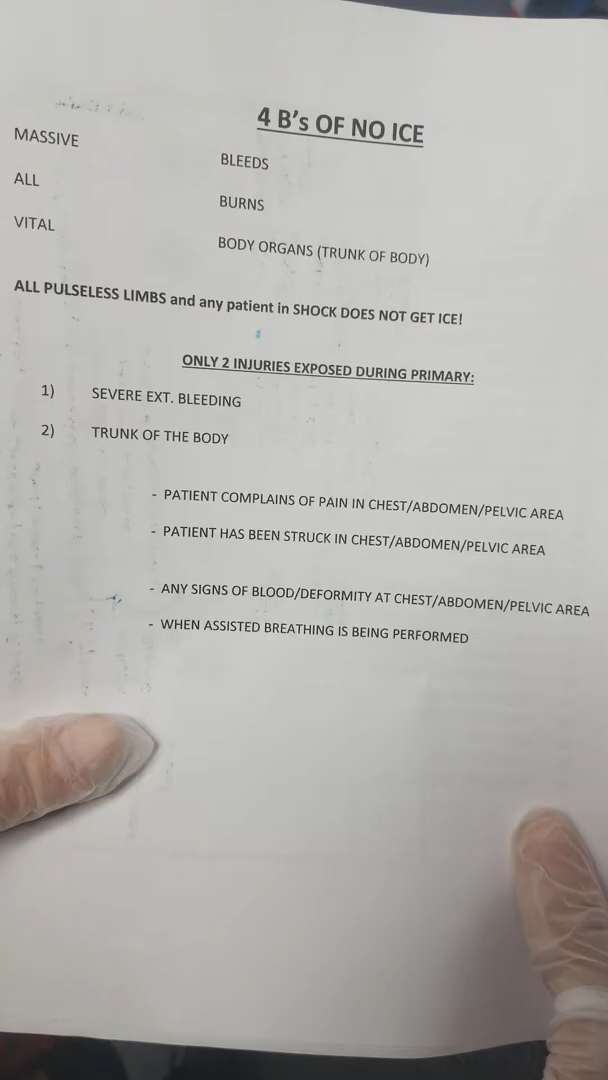 4 B's OF NO ICE
MASSIVE BLEEDS
ALL BURNS
VITAL BODY ORGANS (TRUNK OF BODY)
ALL PULSELESS LIMBS and any patient in SHOCK DOES NOT GET ICE!
ONLY 2 INJURIES EXPOSED DURING PRIMARY:
1) SEVERE EXT. BLEEDING
2) TRUNK OF THE BODY
- PATIENT COMPLAINS OF PAIN IN CHEST/ABDOMEN/PELVIC AREA
- PATIENT HAS BEEN STRUCK IN CHEST/ABDOMEN/PELVIC AREA
- ANY SIGNS OF BLOOD/DEFORMITY AT CHEST/ABDOMEN/PELVIC AREA
- WHEN ASSISTED BREATHING IS BEING PERFORMED